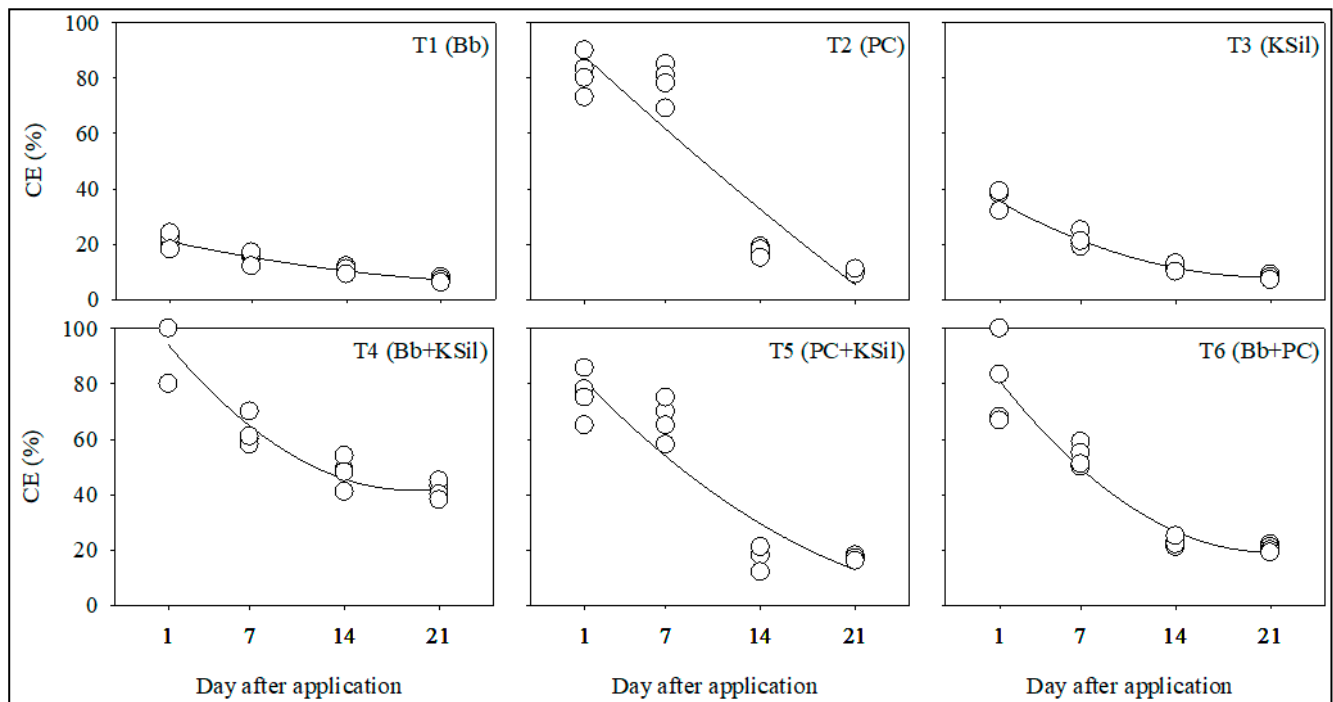 100
80
60
40
20
0
CE (%)
T1 (Bb)
T2 (PC)
T3 (KSil)
100
80
60
40
20
0
CE (%)
T4 (Bb+KSil)
T5 (PC+KSil)
T6 (Bb+PC)
1 7 14 21
1 7 14 21
1 7 14 21
Day after application
Day after application
Day after application